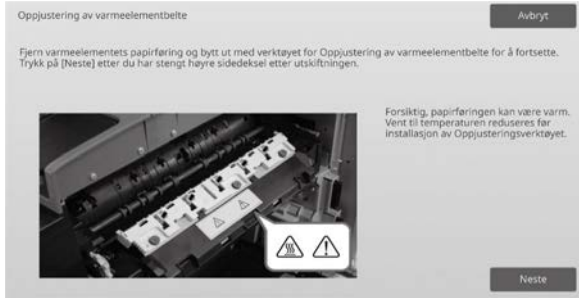 Oppjustering av varmeelementbelte
Avbryt
Fjern varmeelementets papirføring og bytt ut med verktøyet for Oppjustering av varmeelementbelte for å fortsette.
Trykk på [Neste] etter du har stengt høyre sidedeksel etter utskiftningen.
Forsiktig, papirføringen kan være varm.
Vent til temperaturen reduseres før
installasjon av Oppjusteringsverktøyet.
Neste